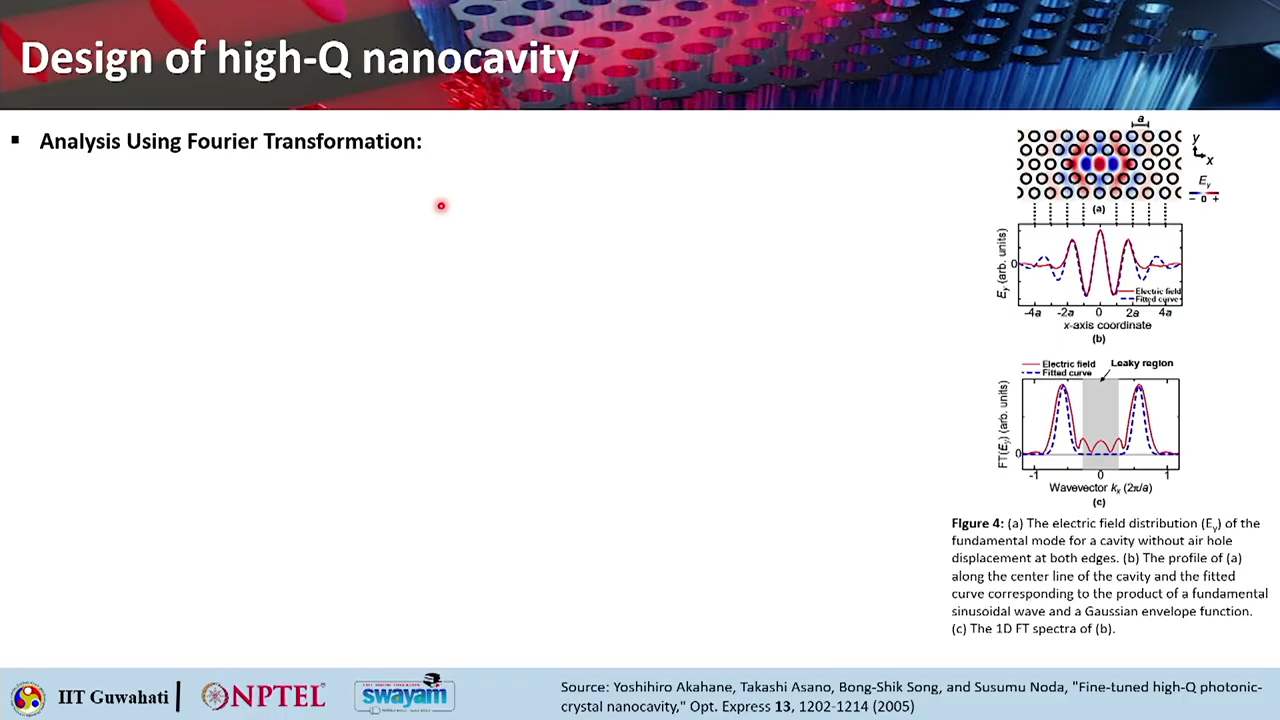 Design of high-Q nanocavity
▪ Analysis Using Fourier Transformation:
a
y
x
Ey
− 0 +
(a)
Ey (arb. units)
0
Electric field
Fitted curve
-4a -2a 0 2a 4a
x-axis coordinate
(b)
Electric field
Fitted curve
Leaky region
FT(Ey) (arb. units)
0
-1 0 1
Wavevector kx (2π/a)
(c)
Figure 4: (a) The electric field distribution (Ey) of the
fundamental mode for a cavity without air hole
displacement at both edges. (b) The profile of (a)
along the center line of the cavity and the fitted
curve corresponding to the product of a fundamental
sinusoidal wave and a Gaussian envelope function.
(c) The 1D FT spectra of (b).
IIT Guwahati
NPTEL
swayam
Source: Yoshihiro Akahane, Takashi Asano, Bong-Shik Song, and Susumu Noda, "Fine-tuned high-Q photonic-
crystal nanocavity," Opt. Express 13, 1202-1214 (2005)